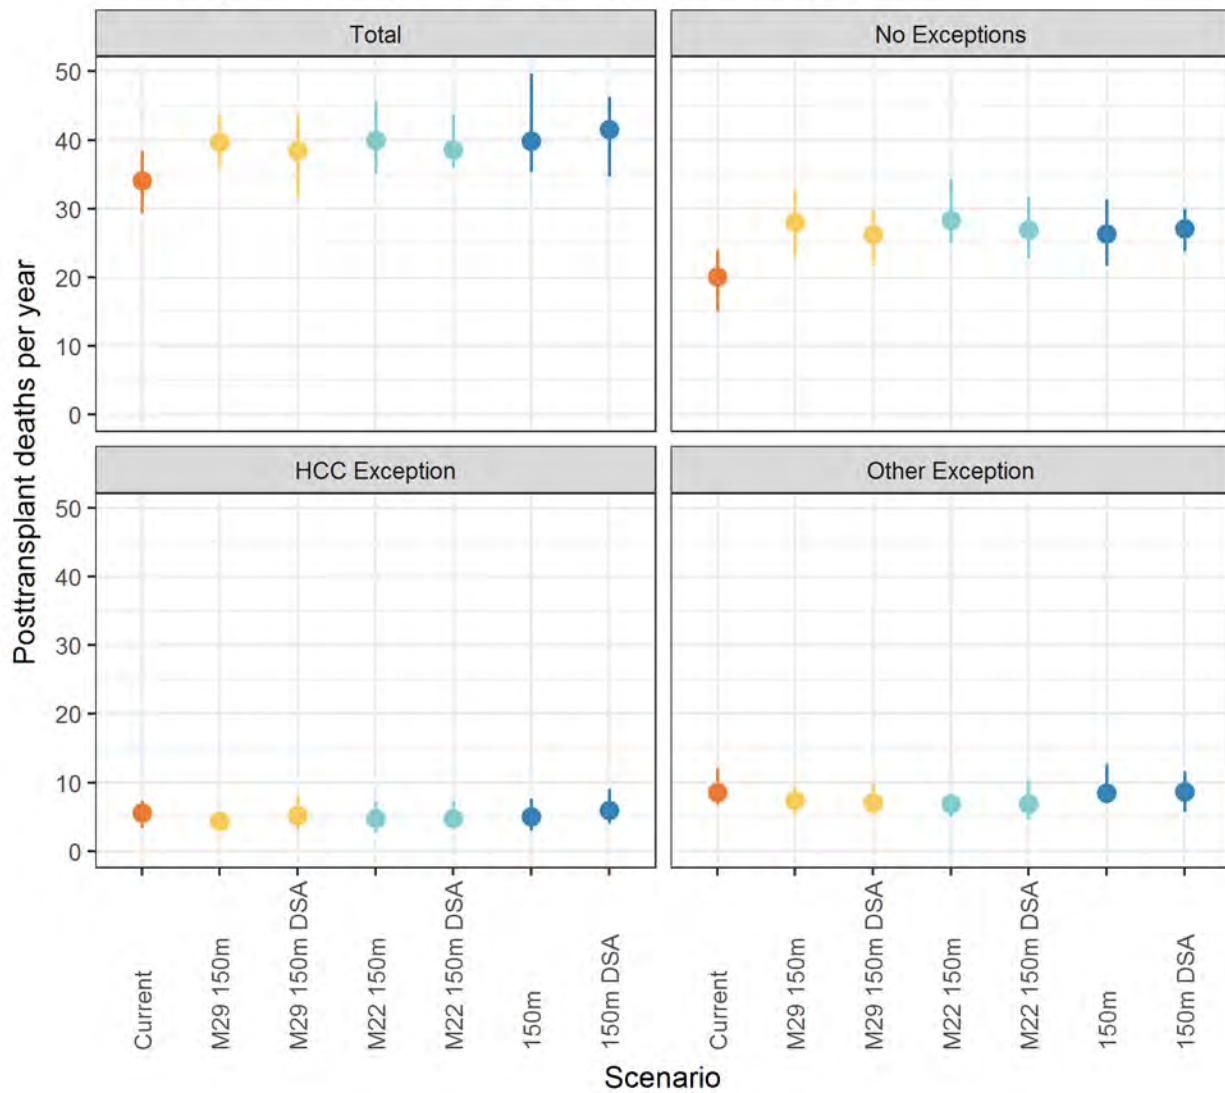 Total
No Exceptions
50
40
30
20
10
0
HCC Exception
Other Exception
50
40
30
20
10
0
Posttransplant deaths per year
Current
M29 150m
M29 150m DSA
M22 150m
M22 150m DSA
150m
150m DSA
Current
M29 150m
M29 150m DSA
M22 150m
M22 150m DSA
150m
150m DSA
Scenario